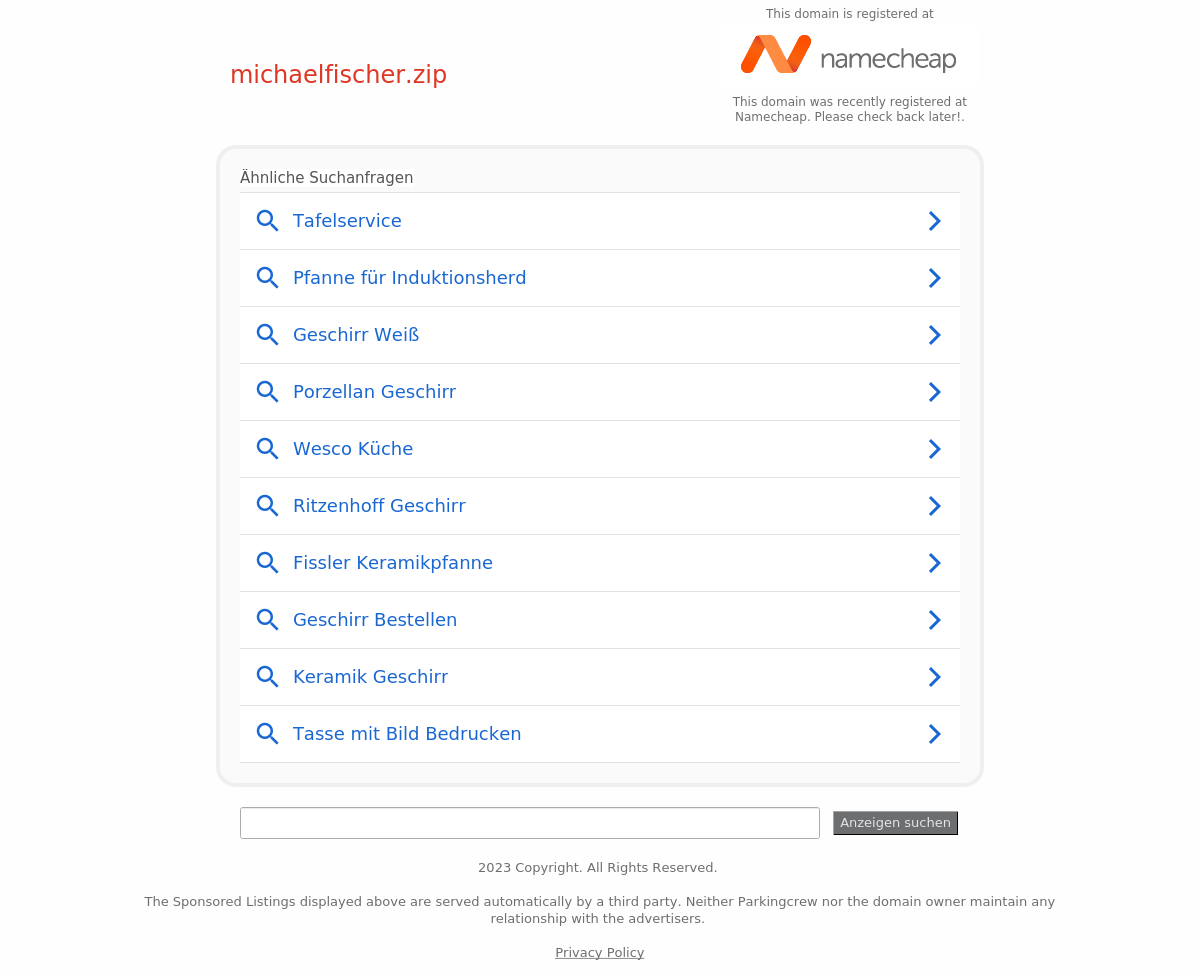 This domain is registered at
namecheap
michaelfischer.zip
This domain was recently registered at
Namecheap. Please check back later!.
Ähnliche Suchanfragen
Tafelservice
Pfanne für Induktionsherd
Geschirr Weiß
Porzellan Geschirr
Wesco Küche
Ritzenhoff Geschirr
Fissler Keramikpfanne
Geschirr Bestellen
Keramik Geschirr
Tasse mit Bild Bedrucken
Anzeigen suchen
2023 Copyright. All Rights Reserved.
The Sponsored Listings displayed above are served automatically by a third party. Neither Parkingcrew nor the domain owner maintain any
relationship with the advertisers.
Privacy Policy